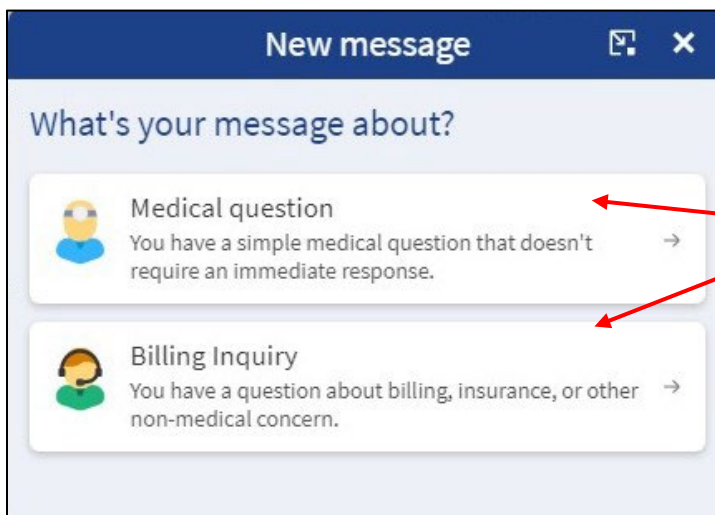 New message
What's your message about?
Medical question
You have a simple medical question that doesn't
require an immediate response.
Billing Inquiry
You have a question about billing, insurance, or other
non-medical concern.